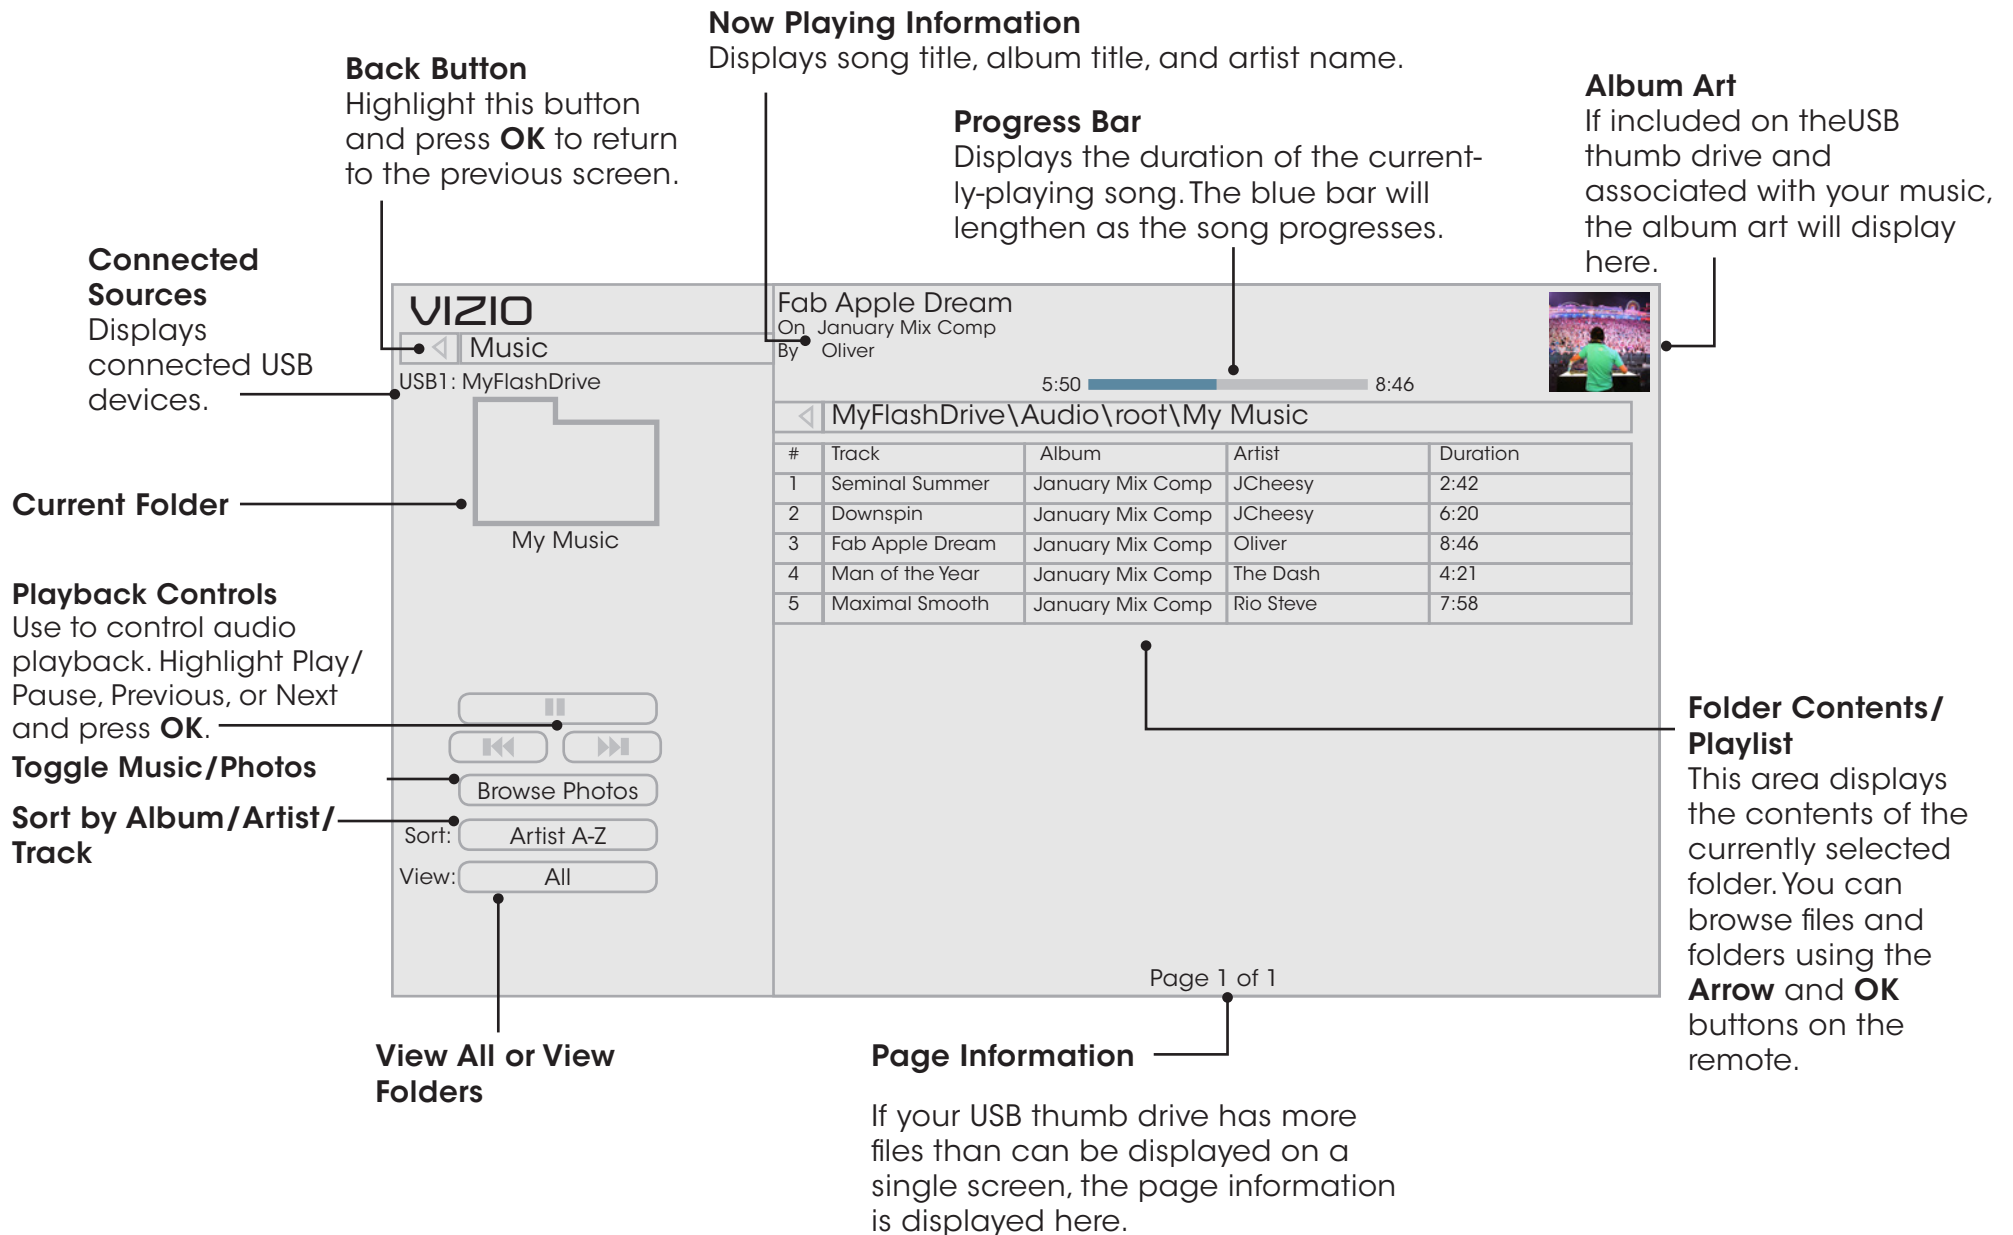 Now Playing Information
Displays song title, album title, and artist name.
Back Button
Highlight this button
and press OK to return
to the previous screen.
Progress Bar
Displays the duration of the current-
ly-playing song. The blue bar will
lengthen as the song progresses.
Album Art
If included on theUSB
thumb drive and
associated with your music,
the album art will display
here.
Connected
Sources
Displays
connected USB
devices.
VIZIO
Music
USB1: MyFlashDrive
My Music
Fab Apple Dream
On January Mix Comp
By Oliver
5:50 8:46
MyFlashDrive\Audio\root\My Music
# Track Album Artist Duration
1 Seminal Summer January Mix Comp JCheesy 2:42
2 Downspin January Mix Comp JCheesy 6:20
3 Fab Apple Dream January Mix Comp Oliver 8:46
4 Man of the Year January Mix Comp The Dash 4:21
5 Maximal Smooth January Mix Comp Rio Steve 7:58
Current Folder
Playback Controls
Use to control audio
playback. Highlight Play/
Pause, Previous, or Next
and press OK.
Toggle Music/Photos
Sort by Album/Artist/
Track
Browse Photos
Sort: Artist A-Z
View: All
Folder Contents/
Playlist
This area displays
the contents of the
currently selected
folder. You can
browse files and
folders using the
Arrow and OK
buttons on the
remote.
Page 1 of 1
View All or View
Folders
Page Information
If your USB thumb drive has more
files than can be displayed on a
single screen, the page information
is displayed here.